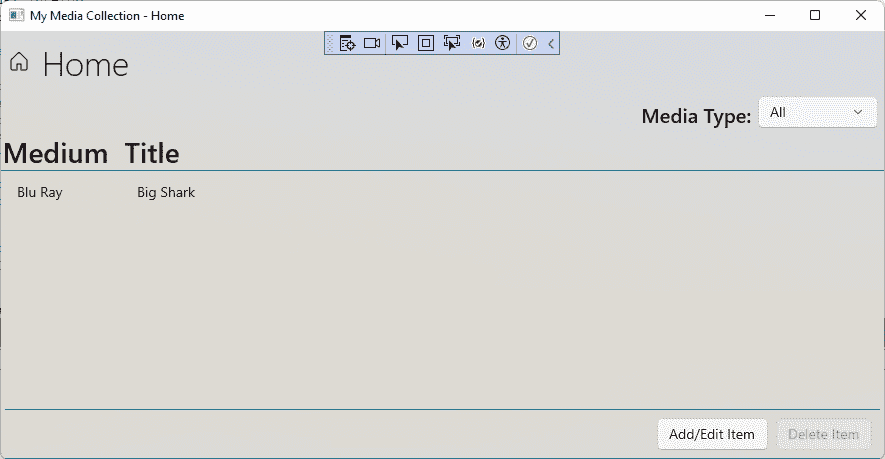 My Media Collection - Home
Home
Media Type: All
Medium Title
Blu Ray Big Shark
Add/Edit Item Delete Item